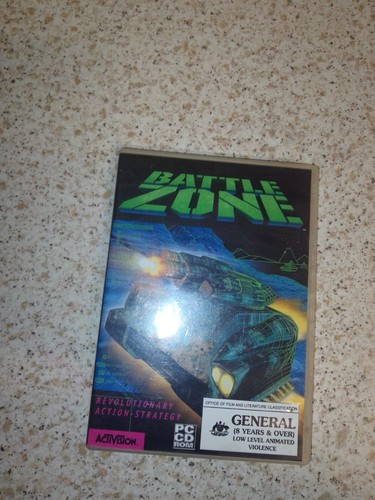 BATTLE
ZONE
REVOLUTIONARY
ACTION-STRATEGY
ACTIVISION
PC
CD
ROM
OFFICE OF FILM AND LITERATURE CLASSIFICATION
GENERAL
(8 YEARS & OVER)
LOW LEVEL ANIMATED
VIOLENCE